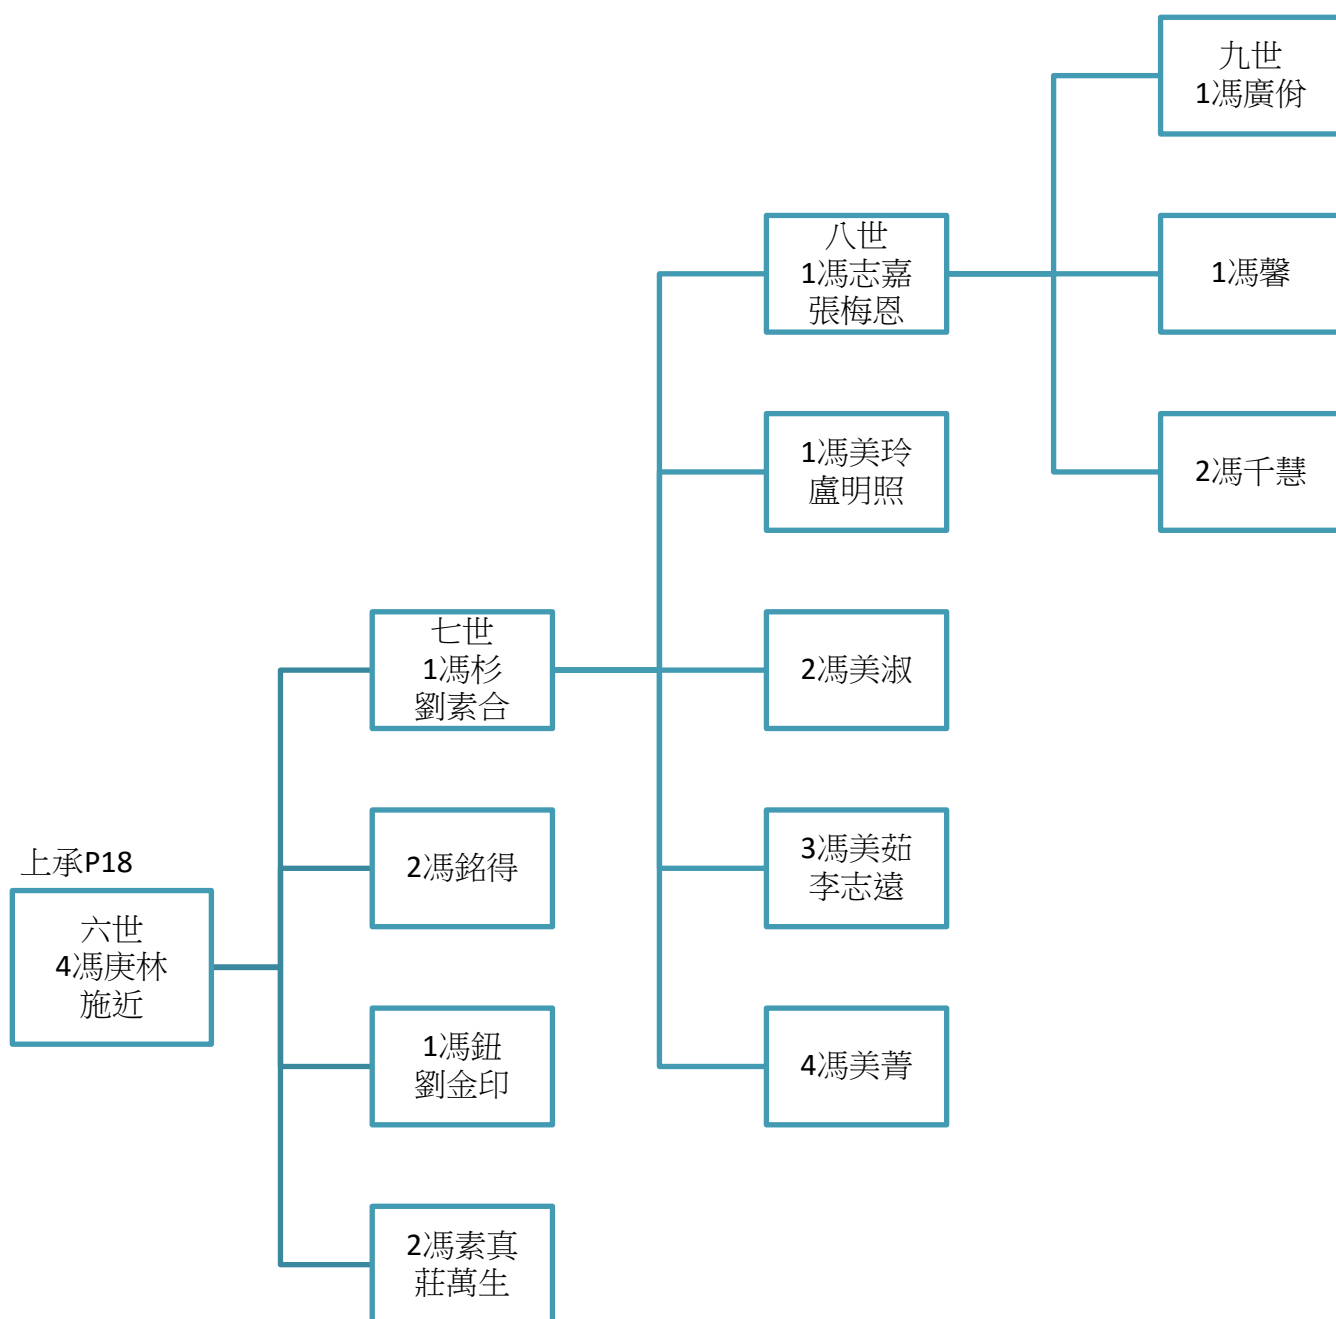 九世
1馮廣佾
八世
1馮志嘉
張梅恩
1馮馨
1馮美玲
盧明照
2馮千慧
七世
1馮杉
劉素合
2馮美淑
上承P18
2馮銘得
3馮美茹
李志遠
六世
4馮庚林
施近
1馮鈕
劉金印
4馮美菁
2馮素真
莊萬生